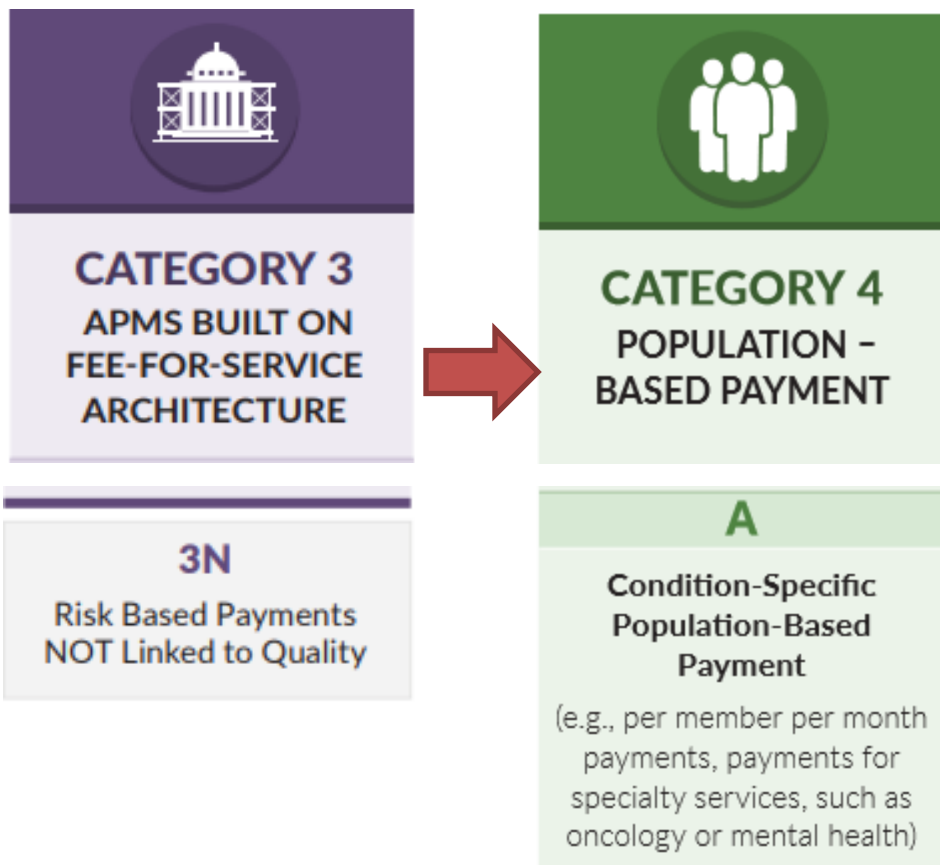 CATEGORY 3
APMS BUILT ON
FEE-FOR-SERVICE
ARCHITECTURE
3N
Risk Based Payments
NOT Linked to Quality
CATEGORY 4
POPULATION –
BASED PAYMENT
A
Condition-Specific
Population-Based
Payment
(e.g., per member per month
payments, payments for
specialty services, such as
oncology or mental health)